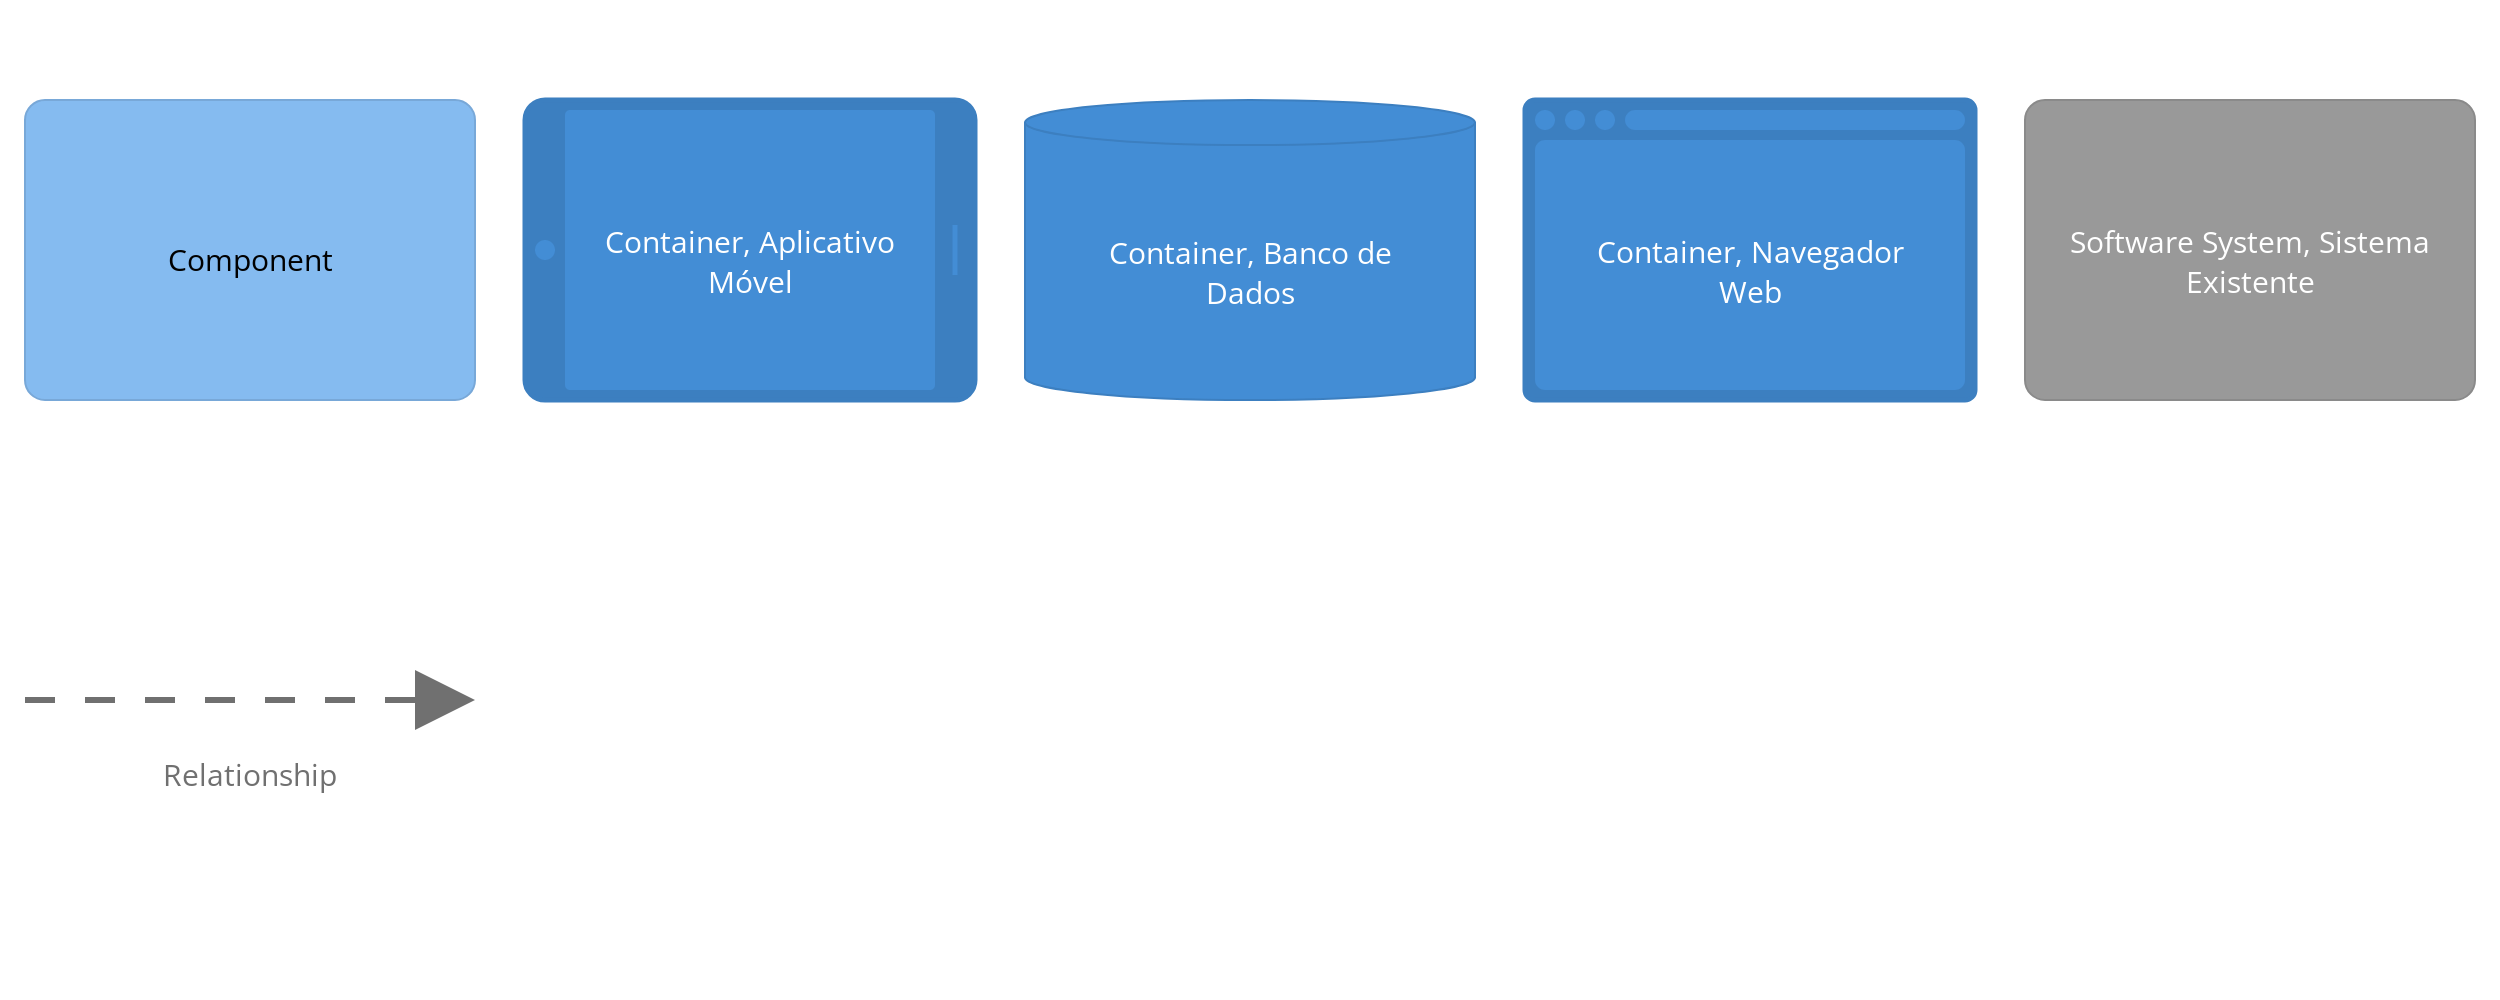 Component
Container, Aplicativo
Móvel
Container, Banco de
Dados
Container, Navegador
Web
Software System, Sistema
Existente
Relationship